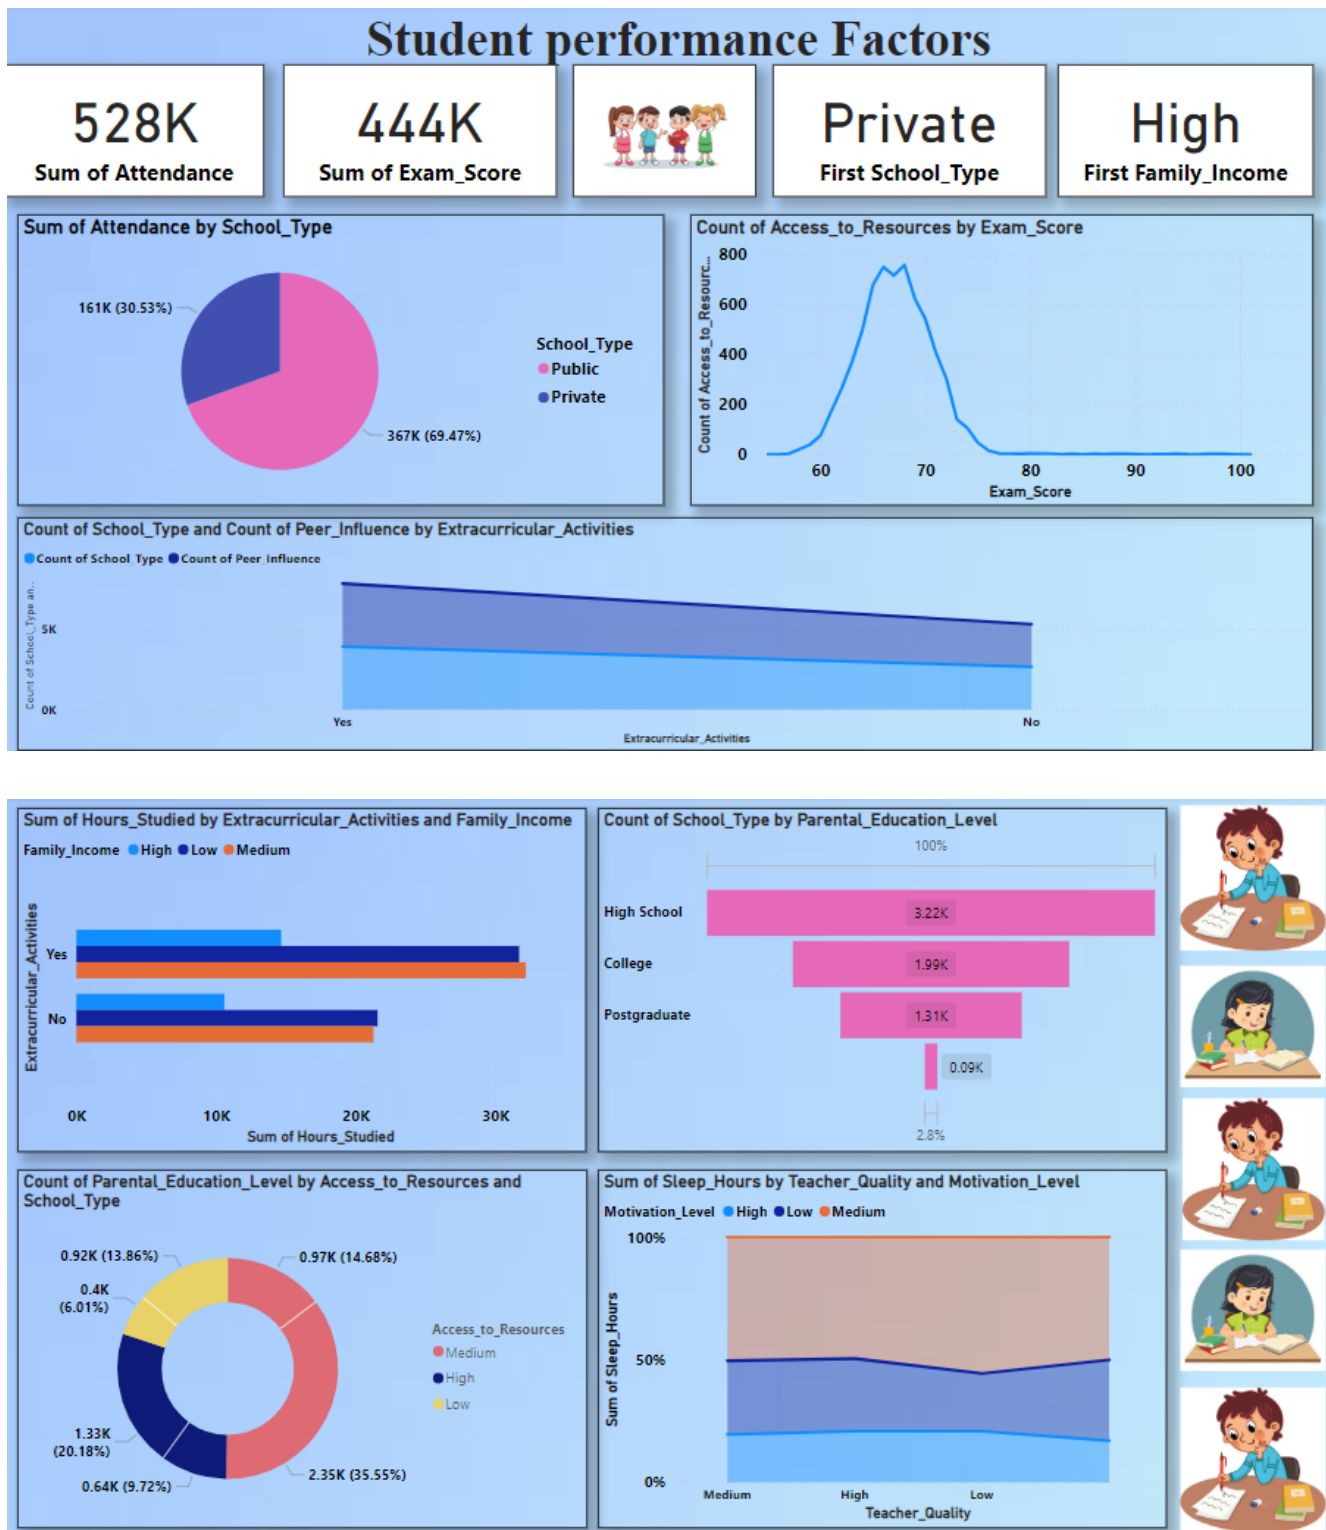 Student performance Factors
528K
Sum of Attendance
444K
Sum of Exam_Score
Private
First School_Type
High
First Family_Income
Sum of Attendance by School_Type
161K (30.53%)
367K (69.47%)
School_Type
Public
Private
Count of Access_to_Resources by Exam_Score
Count of Access_to_Resourc...
800
600
400
200
0
60 70 80 90 100
Exam_Score
Count of School_Type and Count of Peer_Influence by Extracurricular_Activities
Count of School_Type Count of Peer_Influence
Count of School_Type an...
5K
0K
Yes No
Extracurricular_Activities
Sum of Hours_Studied by Extracurricular_Activities and Family_Income
Family_Income High Low Medium
Extracurricular_Activities
Yes
No
0K 10K 20K 30K
Sum of Hours_Studied
Count of School_Type by Parental_Education_Level
100%
High School 3.22K
College 1.99K
Postgraduate 1.31K
0.09K
2.8%
Count of Parental_Education_Level by Access_to_Resources and
School_Type
0.92K (13.86%)
0.97K (14.68%)
0.4K
(6.01%)
1.33K
(20.18%)
0.64K (9.72%)
2.35K (35.55%)
Access_to_Resources
Medium
High
Low
Sum of Sleep_Hours by Teacher_Quality and Motivation_Level
Motivation_Level High Low Medium
Sum of Sleep_Hours
100%
50%
0%
Medium High Low
Teacher_Quality